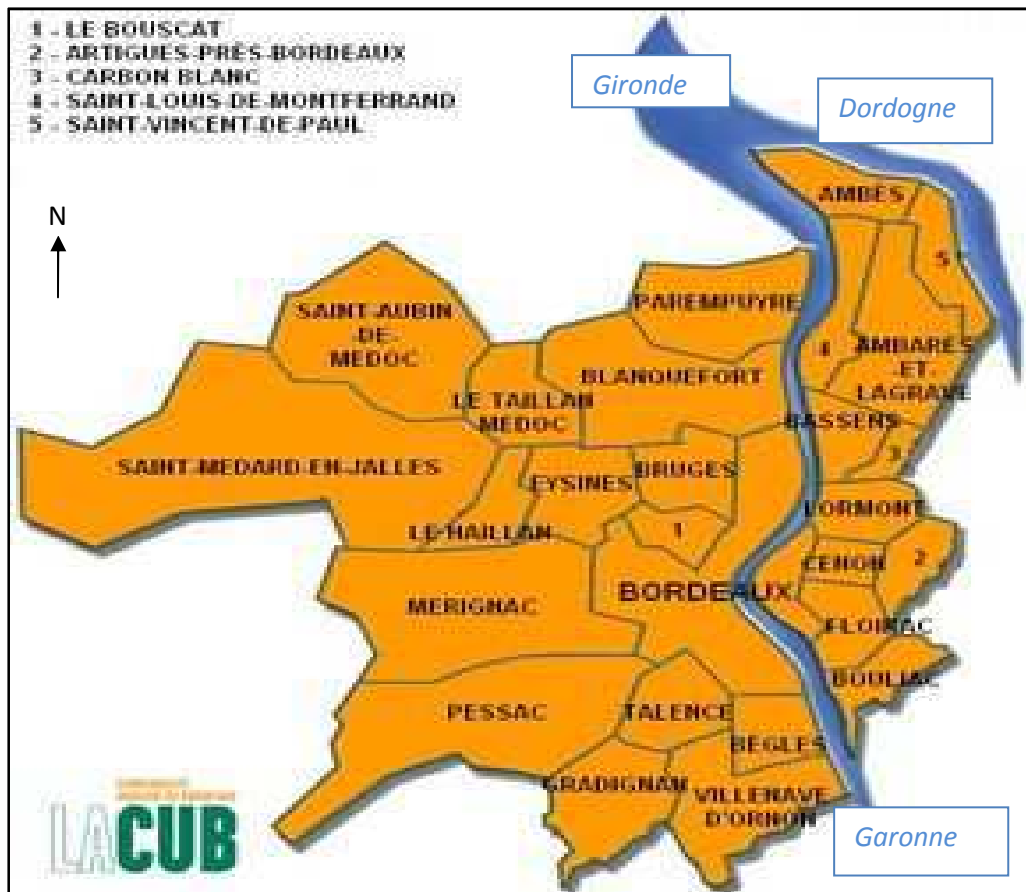 1 - LE BOUSCAT
2 - ARTIGUES-PRÈS-BORDEAUX
3 - CARBON BLANC
4 - SAINT-LOUIS-DE-MONTFERRAND
5 - SAINT-VINCENT-DE-PAUL
Gironde
Dordogne
N
AMBÈS
5
SAINT-AUBIN
-DE-
MEDOC
PAREMPUYRE
4
AMBARES
-ET-
LAGRAVE
BLANQUEFORT
LE TAILLAN
MEDOC
BASSENS
3
SAINT-MEDARD-EN-JALLES
EYSINES
BRUGES
LORMONT
LE-HAILLAN
1
CENON
2
MERIGNAC
BORDEAUX
FLOIRAC
BOULIAC
PESSAC
TALENCE
BEGLES
GRADIGNAN
VILLENAVE
D'ORNON
LACUB
Garonne